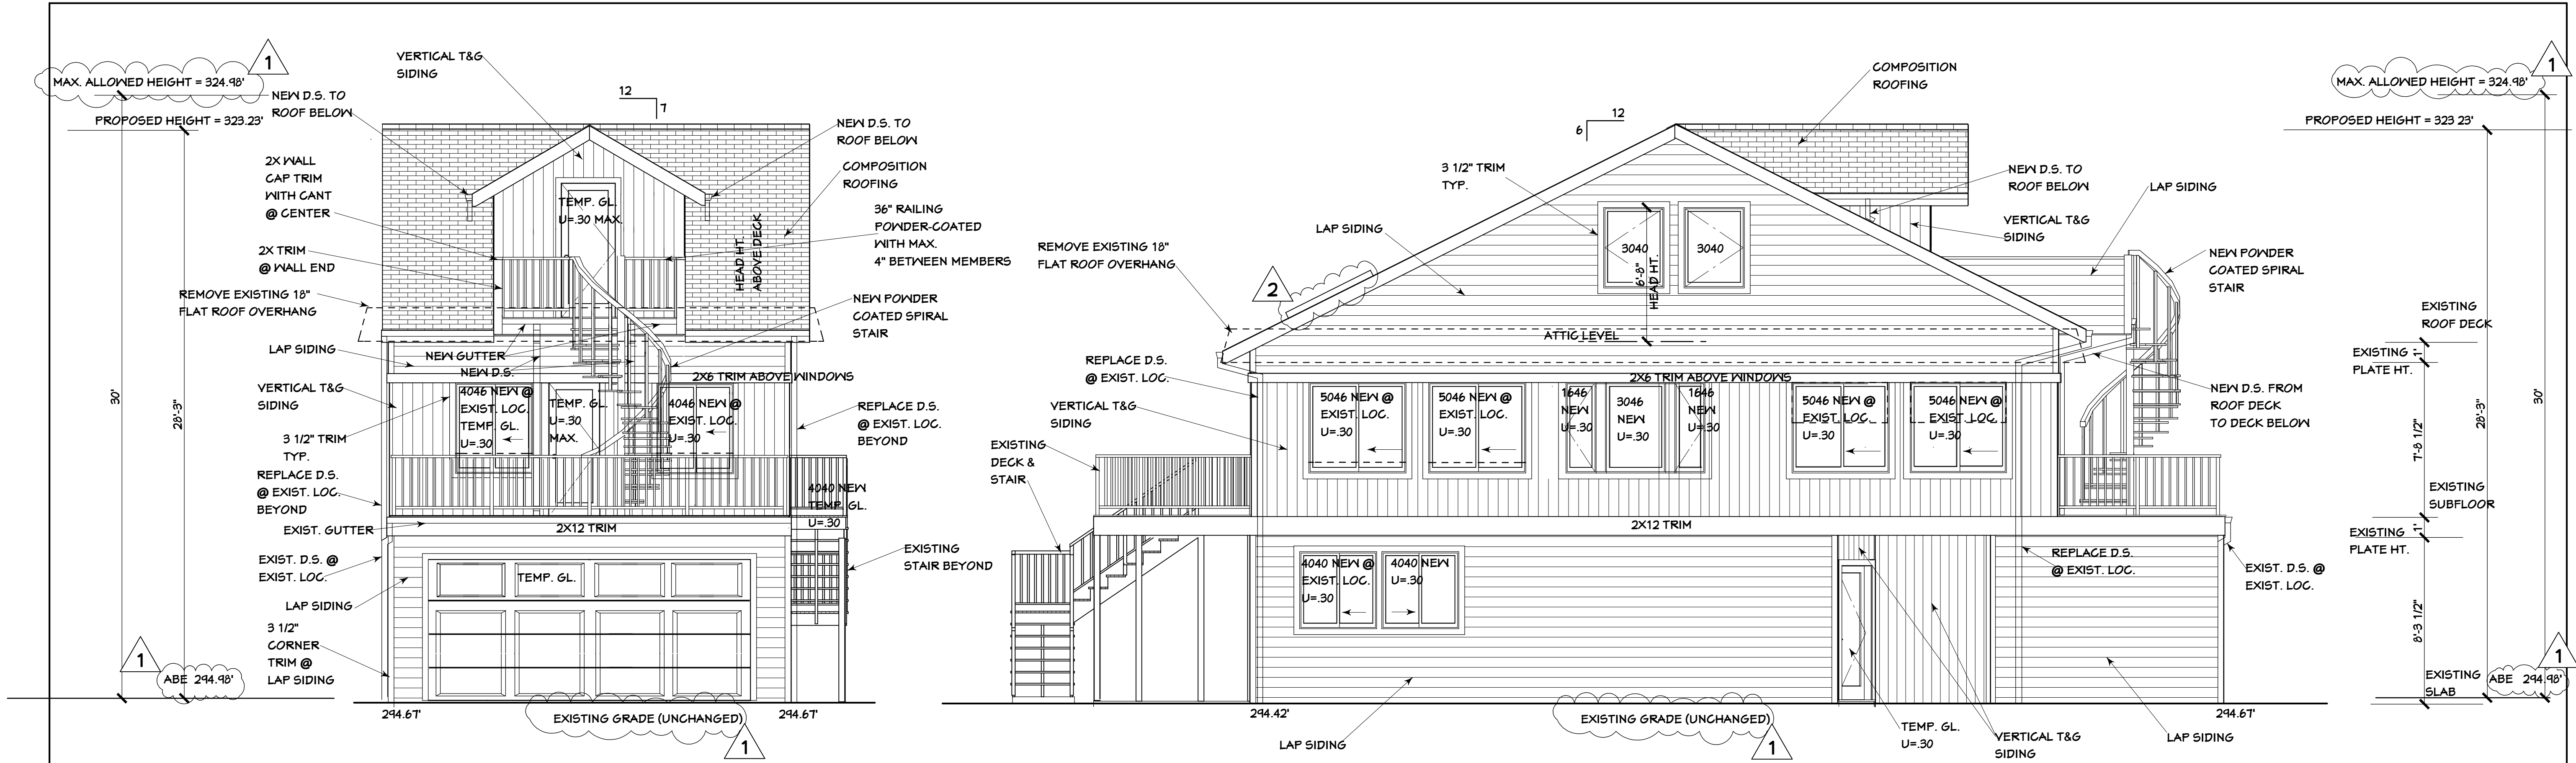 1
MAX. ALLOWED HEIGHT = 324.98'
PROPOSED HEIGHT = 323.23'
30'
28'-3"
1
ABE 294.98'
VERTICAL T&G
SIDING
NEW D.S. TO
ROOF BELOW
2X WALL
CAP TRIM
WITH CANT
@ CENTER
2X TRIM
@ WALL END
REMOVE EXISTING 18"
FLAT ROOF OVERHANG
LAP SIDING
VERTICAL T&G
SIDING
3 1/2" TRIM
TYP.
REPLACE D.S.
@ EXIST. LOC.
BEYOND
EXIST. GUTTER
EXIST. D.S. @
EXIST. LOC.
LAP SIDING
3 1/2"
CORNER
TRIM @
LAP SIDING
12
7
TEMP. GL.
U=.30 MAX.
HEAD HT.
ABOVE DECK
NEW GUTTER
NEW D.S.
2X6 TRIM ABOVE WINDOWS
4046 NEW @
EXIST. LOC.
TEMP. GL.
U=.30
TEMP. GL.
U=.30
MAX.
4046 NEW @
EXIST. LOC.
U=.30
2X12 TRIM
TEMP. GL.
4040 NEW
TEMP. GL.
U=.30
NEW D.S. TO
ROOF BELOW
COMPOSITION
ROOFING
36" RAILING
POWDER-COATED
WITH MAX.
4" BETWEEN MEMBERS
NEW POWDER
COATED SPIRAL
STAIR
REPLACE D.S.
@ EXIST. LOC.
BEYOND
EXISTING
STAIR BEYOND
294.67'
EXISTING GRADE (UNCHANGED)
294.67'
1
REMOVE EXISTING 18"
FLAT ROOF OVERHANG
REPLACE D.S.
@ EXIST. LOC.
VERTICAL T&G
SIDING
EXISTING
DECK &
STAIR
2
LAP SIDING
3 1/2" TRIM
TYP.
6
12
COMPOSITION
ROOFING
3040
3040
6'-8"
HEAD HT.
ATTIC LEVEL
NEW D.S. TO
ROOF BELOW
LAP SIDING
VERTICAL T&G
SIDING
NEW POWDER
COATED SPIRAL
STAIR
2X6 TRIM ABOVE WINDOWS
5046 NEW @
EXIST. LOC.
U=.30
5046 NEW @
EXIST. LOC.
U=.30
1646
NEW
U=.30
3046
NEW
U=.30
1646
NEW
U=.30
5046 NEW @
EXIST. LOC.
U=.30
5046 NEW @
EXIST. LOC.
U=.30
NEW D.S. FROM
ROOF DECK
TO DECK BELOW
2X12 TRIM
4040 NEW @
EXIST. LOC.
U=.30
4040 NEW
U=.30
REPLACE D.S.
@ EXIST. LOC.
EXIST. D.S. @
EXIST. LOC.
294.42'
LAP SIDING
EXISTING GRADE (UNCHANGED)
1
TEMP. GL.
U=.30
VERTICAL T&G
SIDING
LAP SIDING
294.67'
1
MAX. ALLOWED HEIGHT = 324.98'
PROPOSED HEIGHT = 323 23'
EXISTING
ROOF DECK
EXISTING
PLATE HT.
1'
7'-8 1/2"
EXISTING
SUBFLOOR
EXISTING
PLATE HT.
1'
8'-3 1/2"
EXISTING
SLAB
28'-3"
30'
1
ABE 294.98'